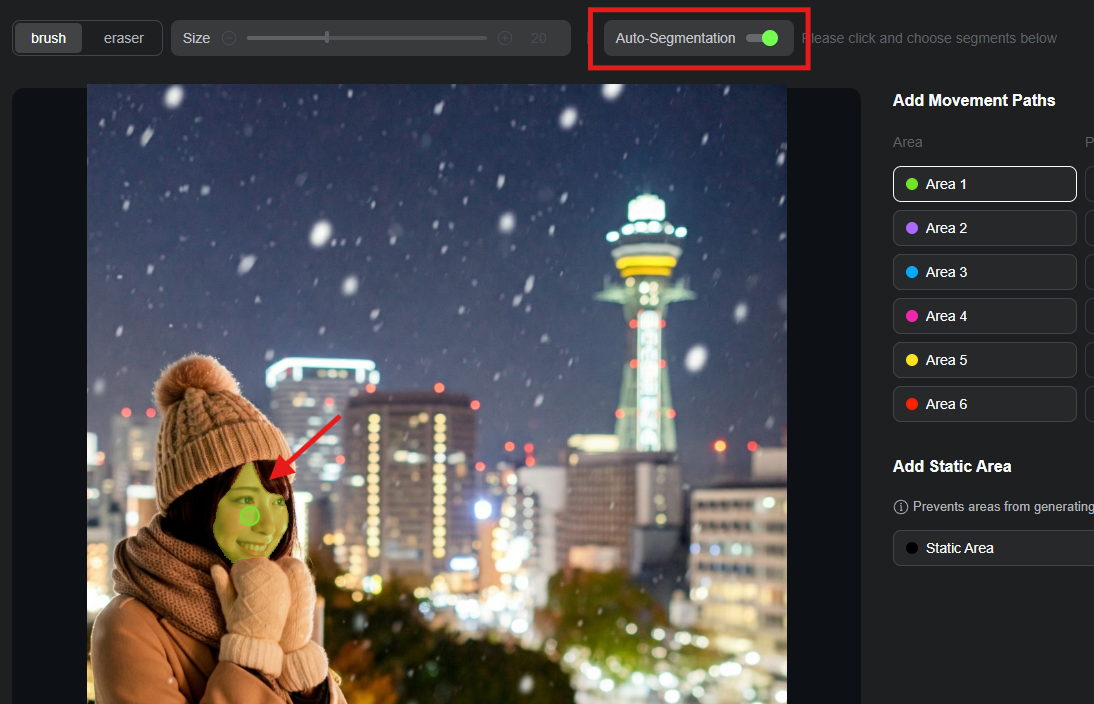 brush eraser Size 20 Auto-Segmentation Please click and choose segments below
Add Movement Paths
Area P
Area 1
Area 2
Area 3
Area 4
Area 5
Area 6
Add Static Area
Prevents areas from generating
Static Area